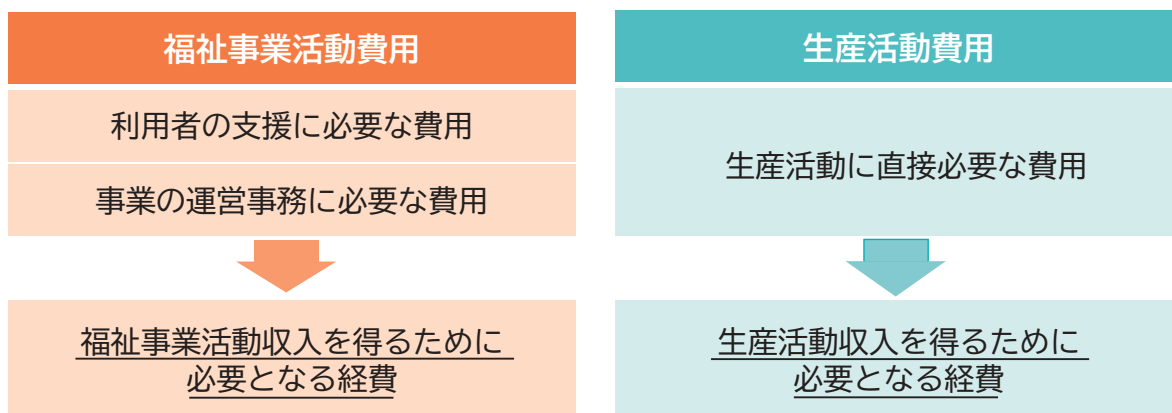 福祉事業活動費用
利用者の支援に必要な費用
事業の運営事務に必要な費用
福祉事業活動収入を得るために
必要となる経費
生産活動費用
生産活動に直接必要な費用
生産活動収入を得るために
必要となる経費